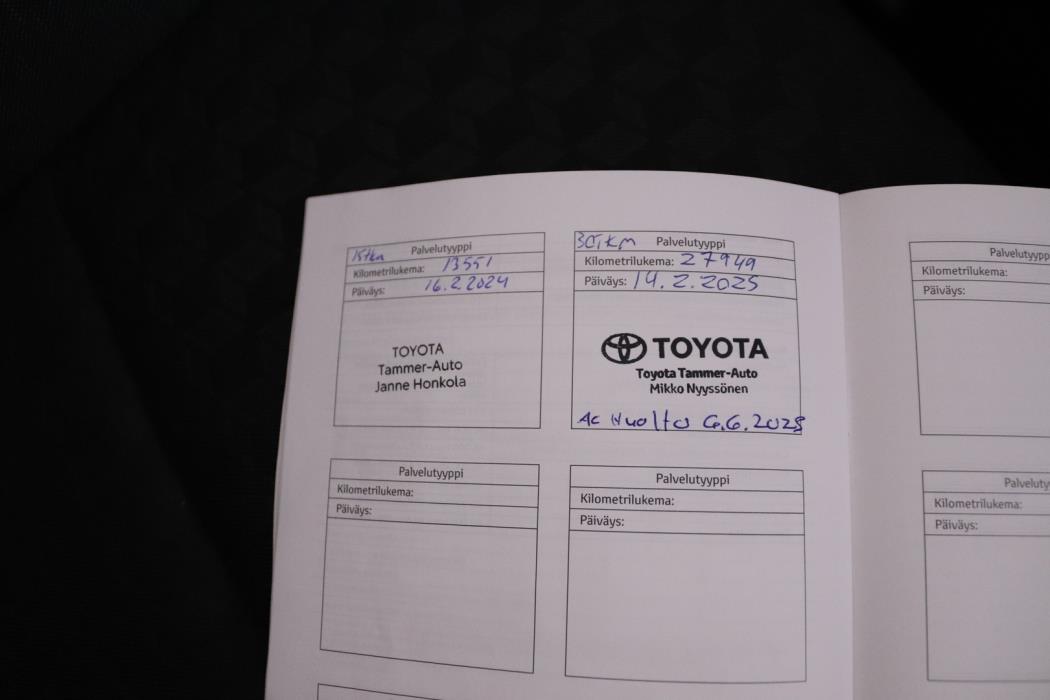 15tkm Palvelutyyppi
Kilometrilukema: 13551
Päiväys: 16.2.2024
TOYOTA
Tammer-Auto
Janne Honkola
30tkm Palvelutyyppi
Kilometrilukema: 27949
Päiväys: 14.2.2025
TOYOTA
Toyota Tammer-Auto
Mikko Nyyssönen
AC Huolto 6.6.2025
Palvelutyyppi
Kilometrilukema:
Päiväys:
Palvelutyyppi
Kilometrilukema:
Päiväys:
Palvelutyypp
Kilometrilukema:
Päiväys:
Palveluty
Kilometrilukema:
Päiväys: